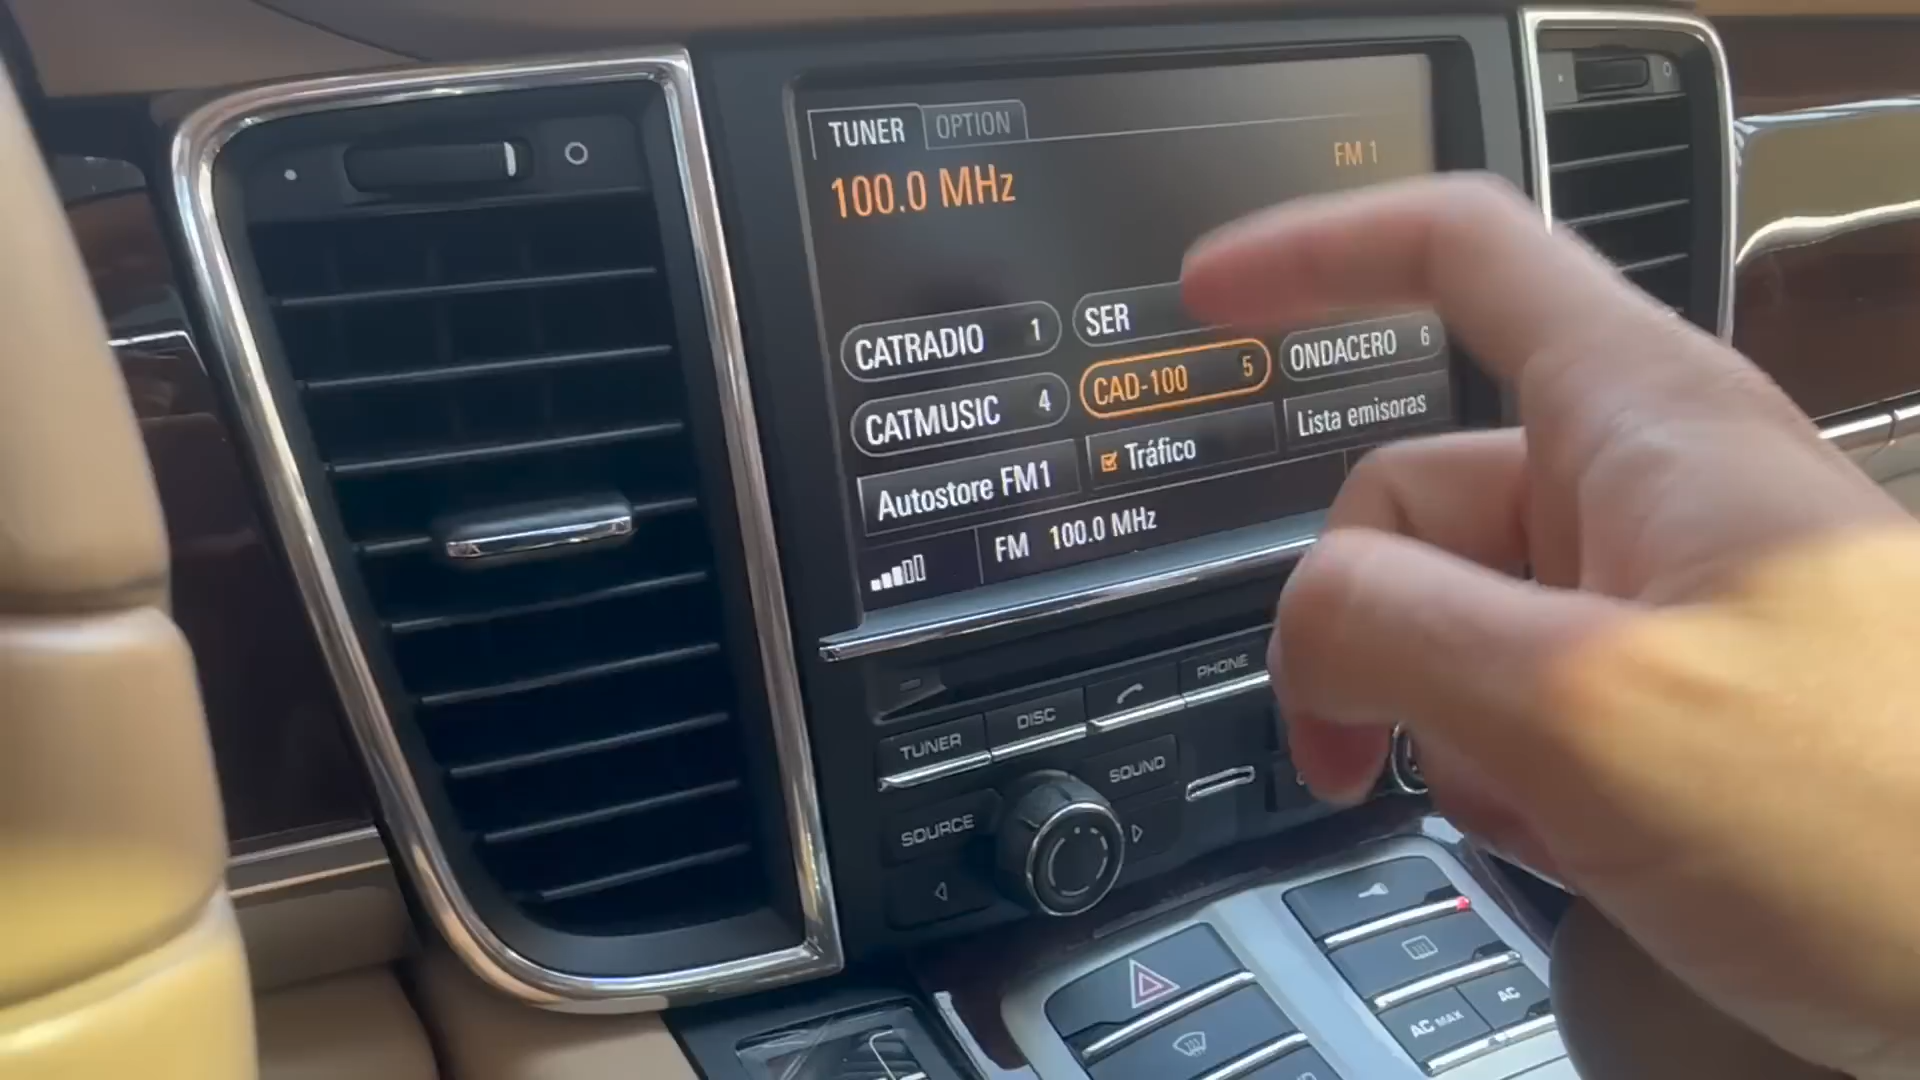 TUNER OPTION
100.0 MHz FM 1
CATRADIO 1 SER
CATMUSIC 4 CAD-100 5 ONDACERO 6
Autostore FM1 Tráfico Lista emisoras
FM 100.0 MHz
TUNER DISC PHONE
SOURCE SOUND
AC MAX AC